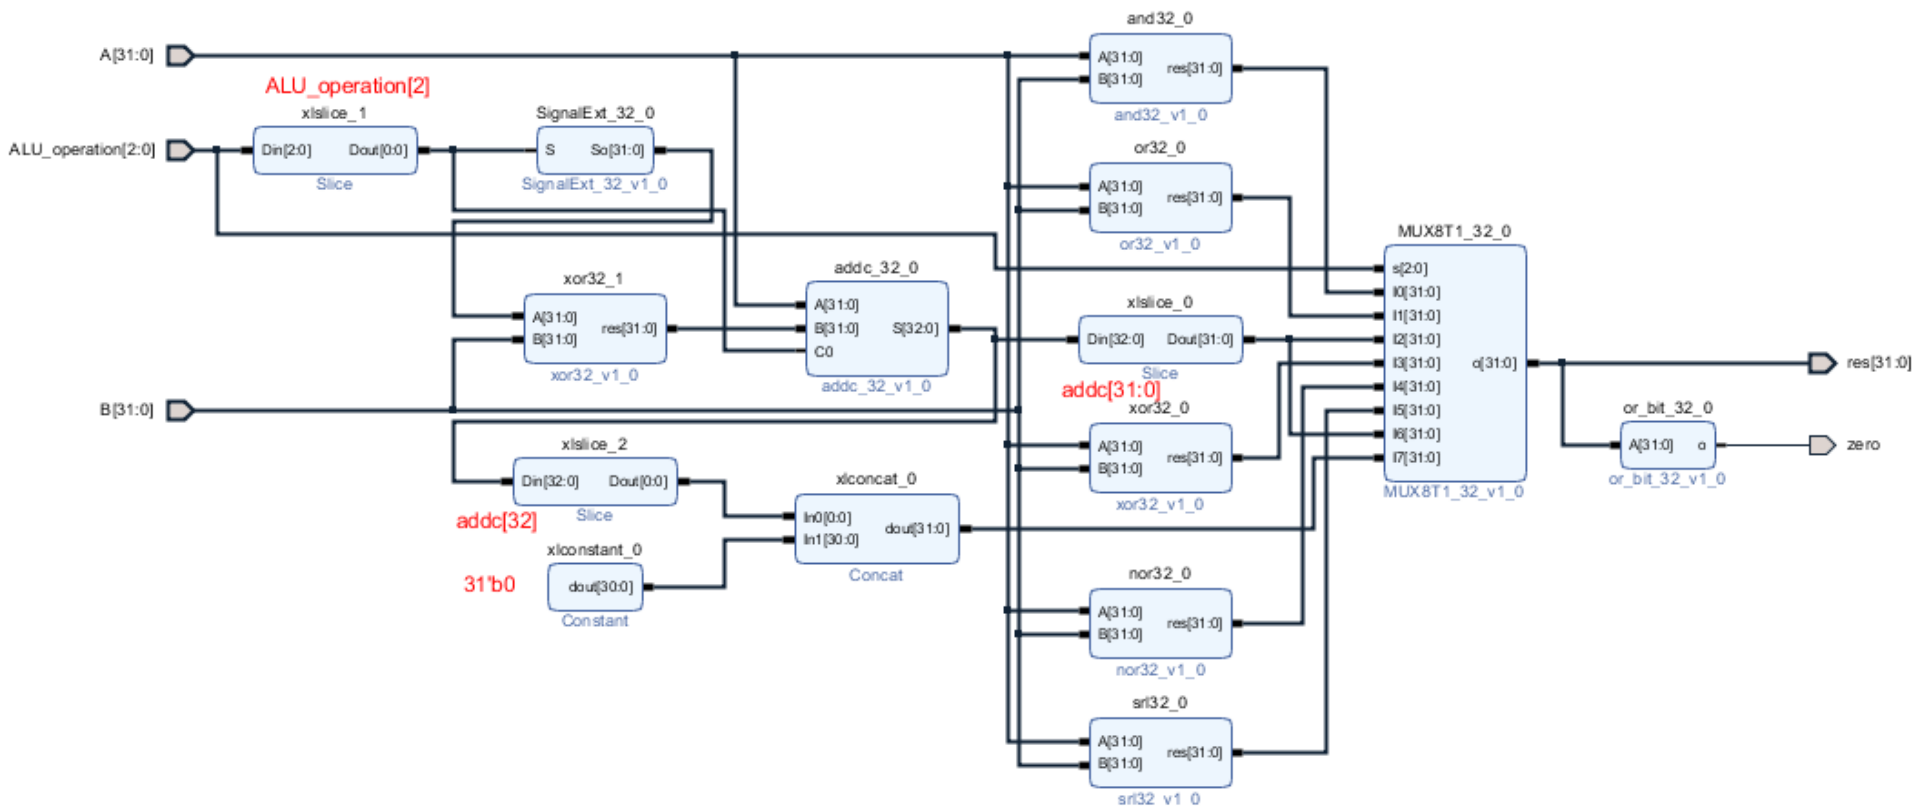 and32_0
A[31:0]
A[31:0]
res[31:0]
B[31:0]
and32_v1_0
ALU_operation[2]
xlslice_1
ALU_operation[2:0]
Din[2:0]
Dout[0:0]
Slice
SignalExt_32_0
S
So[31:0]
SignalExt_32_v1_0
or32_0
A[31:0]
res[31:0]
B[31:0]
or32_v1_0
MUX8T1_32_0
s[2:0]
I0[31:0]
I1[31:0]
I2[31:0]
I3[31:0]
I4[31:0]
I5[31:0]
I6[31:0]
I7[31:0]
o[31:0]
MUX8T1_32_v1_0
xor32_1
A[31:0]
res[31:0]
B[31:0]
xor32_v1_0
addc_32_0
A[31:0]
B[31:0]
S[32:0]
C0
addc_32_v1_0
xlslice_0
Din[32:0]
Dout[31:0]
Slice
addc[31:0]
res[31:0]
B[31:0]
xor32_0
A[31:0]
res[31:0]
B[31:0]
xor32_v1_0
or_bit_32_0
A[31:0]
o
or_bit_32_v1_0
zero
xlslice_2
Din[32:0]
Dout[0:0]
Slice
addc[32]
xlconcat_0
In0[0:0]
In1[30:0]
dout[31:0]
Concat
xlconstant_0
31'b0
dout[30:0]
Constant
nor32_0
A[31:0]
res[31:0]
B[31:0]
nor32_v1_0
srl32_0
A[31:0]
res[31:0]
B[31:0]
srl32_v1_0